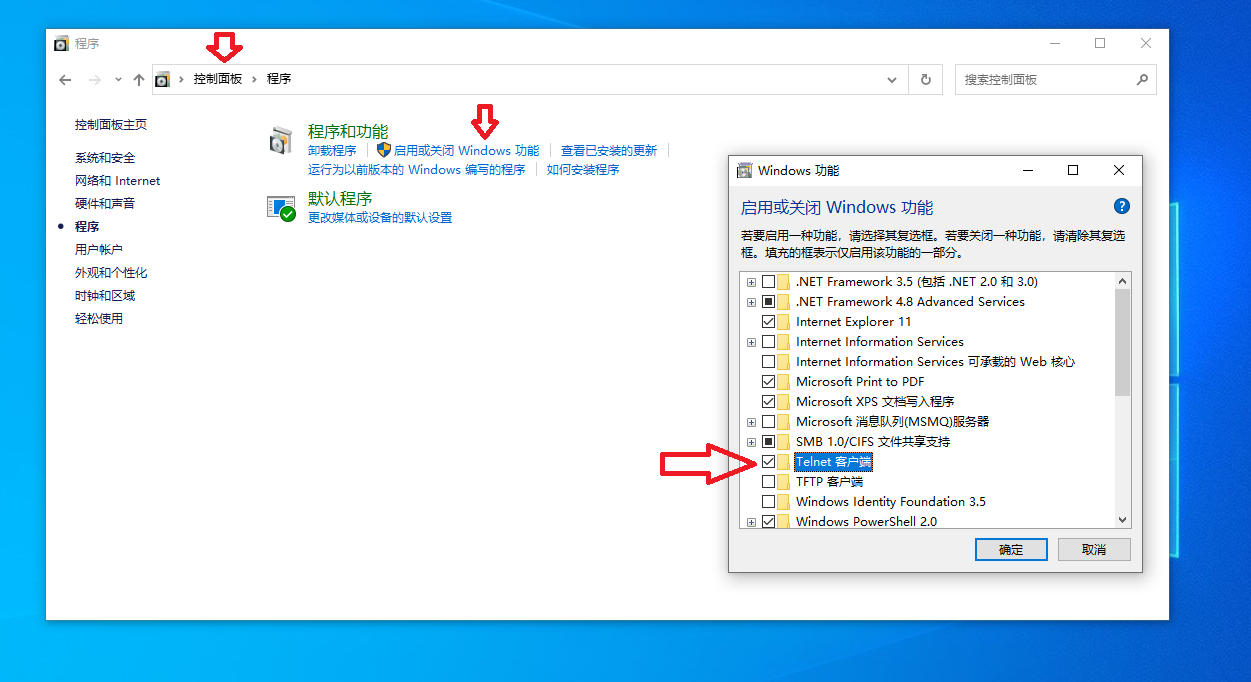 程序
控制面板 › 程序
搜索控制面板
控制面板主页
系统和安全
网络和 Internet
硬件和声音
程序
用户帐户
外观和个性化
时钟和区域
轻松使用
程序和功能
卸载程序 启用或关闭 Windows 功能 查看已安装的更新
运行为以前版本的 Windows 编写的程序 如何安装程序
默认程序
更改媒体或设备的默认设置
Windows 功能
启用或关闭 Windows 功能
?
若要启用一种功能，请选择其复选框。若要关闭一种功能，请清除其复选
框。填充的框表示仅启用该功能的一部分。
.NET Framework 3.5 (包括 .NET 2.0 和 3.0)
.NET Framework 4.8 Advanced Services
Internet Explorer 11
Internet Information Services
Internet Information Services 可承载的 Web 核心
Microsoft Print to PDF
Microsoft XPS 文档写入程序
Microsoft 消息队列(MSMQ)服务器
SMB 1.0/CIFS 文件共享支持
Telnet 客户端
TFTP 客户端
Windows Identity Foundation 3.5
Windows PowerShell 2.0
确定 取消